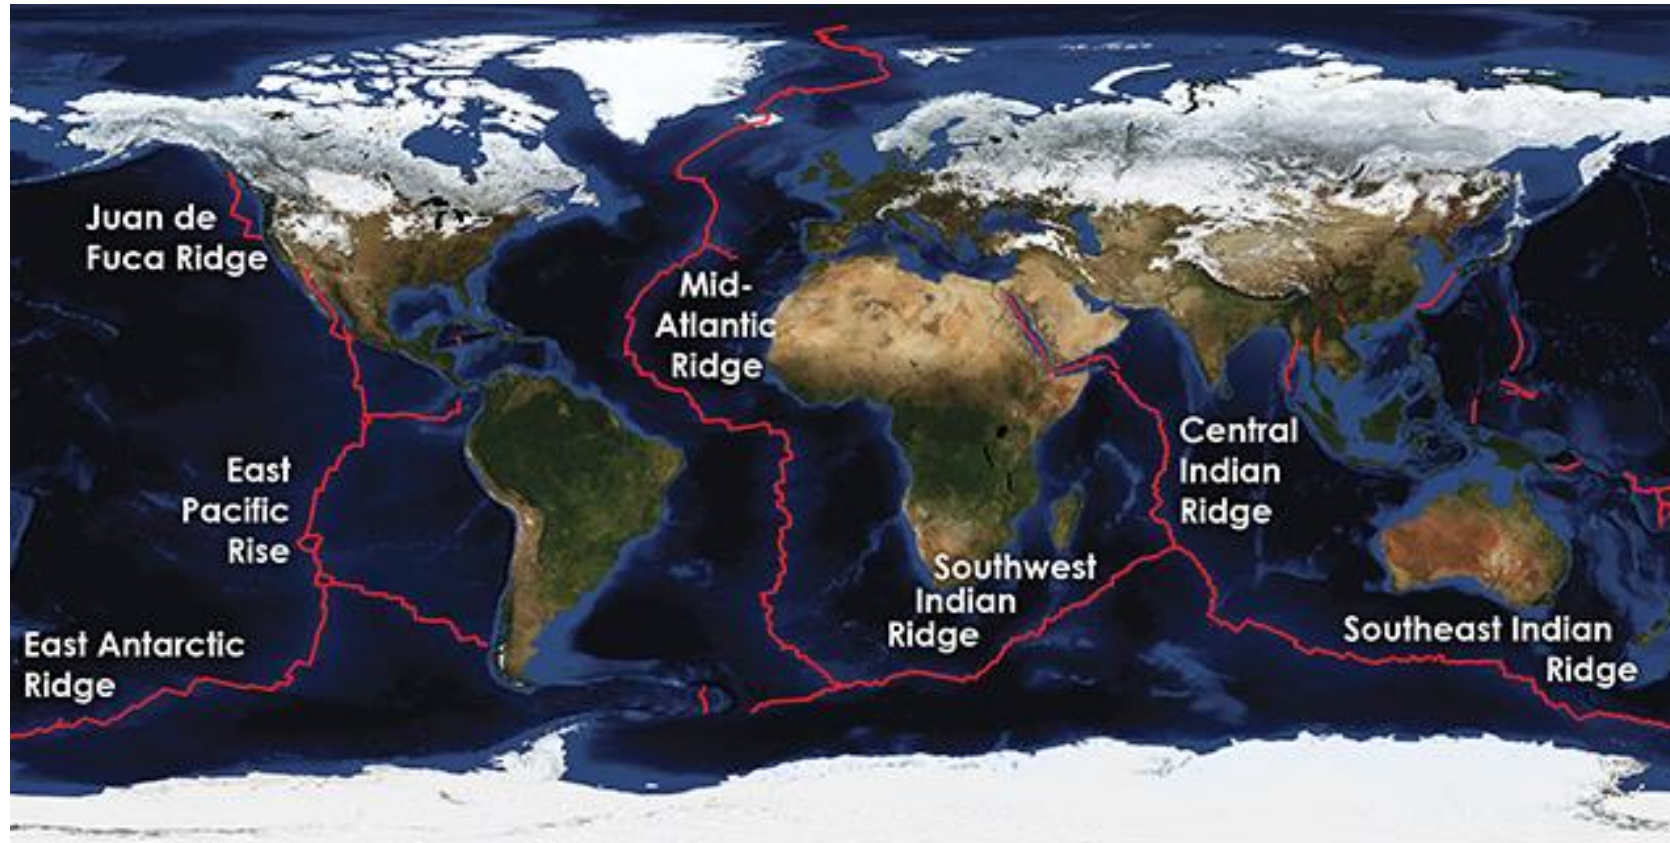 Juan de
Fuca Ridge
Mid-
Atlantic
Ridge
East
Pacific
Rise
Central
Indian
Ridge
Southwest
Indian
Ridge
East Antarctic
Ridge
Southeast Indian
Ridge